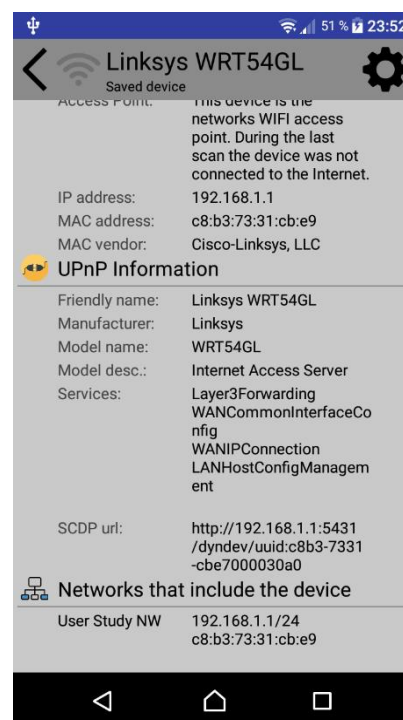 51 % 23:52
Linksys WRT54GL
Saved device
Access Point: This device is the
networks WIFI access
point. During the last
scan the device was not
connected to the Internet.
IP address: 192.168.1.1
MAC address: c8:b3:73:31:cb:e9
MAC vendor: Cisco-Linksys, LLC
UPnP Information
Friendly name: Linksys WRT54GL
Manufacturer: Linksys
Model name: WRT54GL
Model desc.: Internet Access Server
Services: Layer3Forwarding
WANCommonInterfaceCo
nfig
WANIPConnection
LANHostConfigManagem
ent
SCDP url: http://192.168.1.1:5431
/dyndev/uuid:c8b3-7331
-cbe7000030a0
Networks that include the device
User Study NW 192.168.1.1/24
c8:b3:73:31:cb:e9